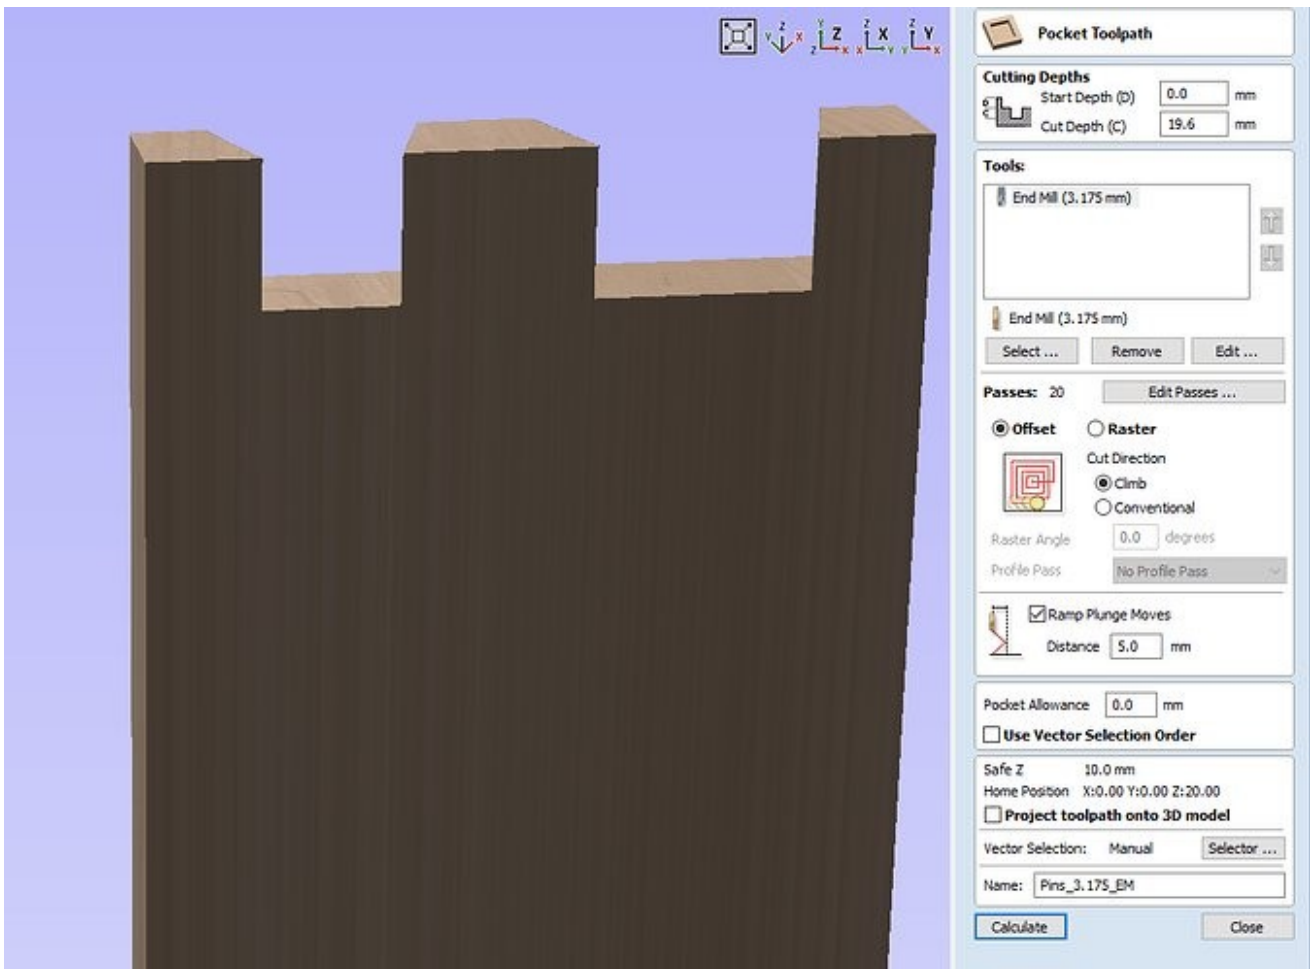 Z Y X
Y Z Z X
Z X X Y
Z Y Y X
Pocket Toolpath
Cutting Depths
Start Depth (D) 0.0 mm
Cut Depth (C) 19.6 mm
Tools:
End Mill (3.175 mm)
End Mill (3.175 mm)
Select ... Remove Edit ...
Passes: 20 Edit Passes ...
Offset Raster
Cut Direction
Climb
Conventional
Raster Angle 0.0 degrees
Profile Pass No Profile Pass
Ramp Plunge Moves
Distance 5.0 mm
Pocket Allowance 0.0 mm
Use Vector Selection Order
Safe Z 10.0 mm
Home Position X:0.00 Y:0.00 Z:20.00
Project toolpath onto 3D model
Vector Selection: Manual Selector ...
Name: Pins_3.175_EM
Calculate Close